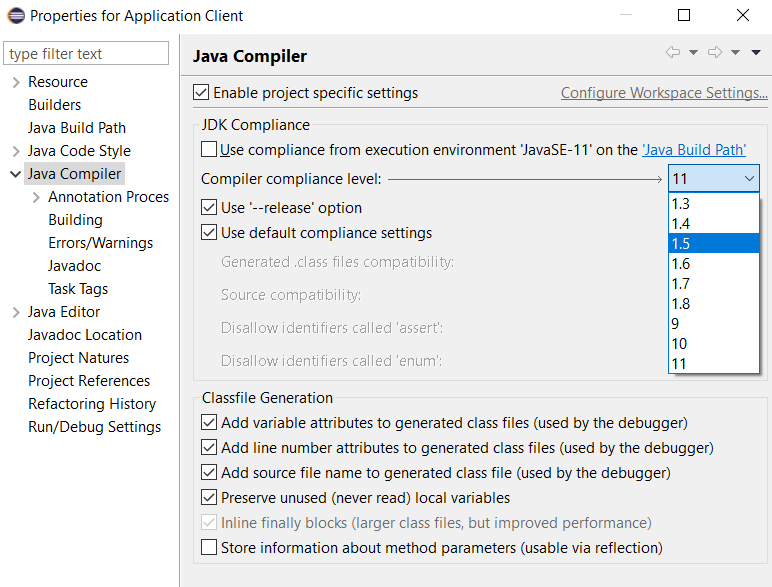 Properties for Application Client
type filter text
Resource
Builders
Java Build Path
Java Code Style
Java Compiler
Annotation Proces
Building
Errors/Warnings
Javadoc
Task Tags
Java Editor
Javadoc Location
Project Natures
Project References
Refactoring History
Run/Debug Settings
Java Compiler
Enable project specific settings
Configure Workspace Settings...
JDK Compliance
Use compliance from execution environment 'JavaSE-11' on the 'Java Build Path'
Compiler compliance level: 11
1.3
1.4
1.5
1.6
1.7
1.8
9
10
11
Use '--release' option
Use default compliance settings
Generated .class files compatibility:
Source compatibility:
Disallow identifiers called 'assert':
Disallow identifiers called 'enum':
Classfile Generation
Add variable attributes to generated class files (used by the debugger)
Add line number attributes to generated class files (used by the debugger)
Add source file name to generated class file (used by the debugger)
Preserve unused (never read) local variables
Inline finally blocks (larger class files, but improved performance)
Store information about method parameters (usable via reflection)